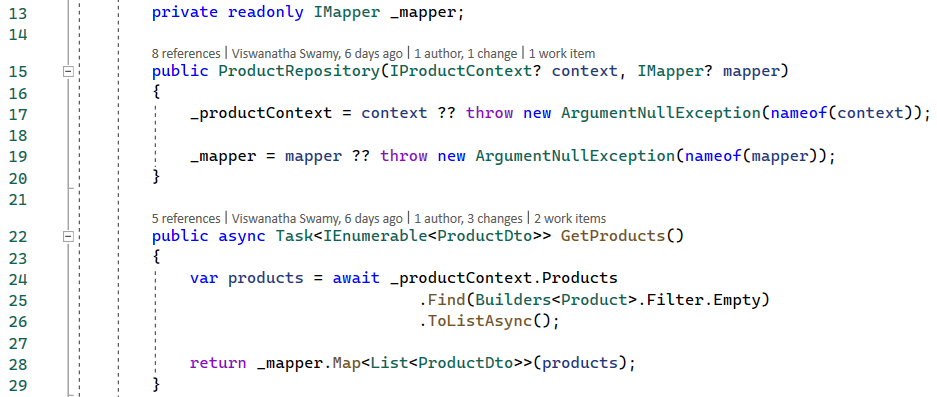 13 private readonly IMapper _mapper;
14
8 references | Viswanatha Swamy, 6 days ago | 1 author, 1 change | 1 work item
15 public ProductRepository(IProductContext? context, IMapper? mapper)
16 {
17 _productContext = context ?? throw new ArgumentNullException(nameof(context));
18
19 _mapper = mapper ?? throw new ArgumentNullException(nameof(mapper));
20 }
21
5 references | Viswanatha Swamy, 6 days ago | 1 author, 3 changes | 2 work items
22 public async Task<IEnumerable<ProductDto>> GetProducts()
23 {
24 var products = await _productContext.Products
25 .Find(Builders<Product>.Filter.Empty)
26 .ToListAsync();
27
28 return _mapper.Map<List<ProductDto>>(products);
29 }